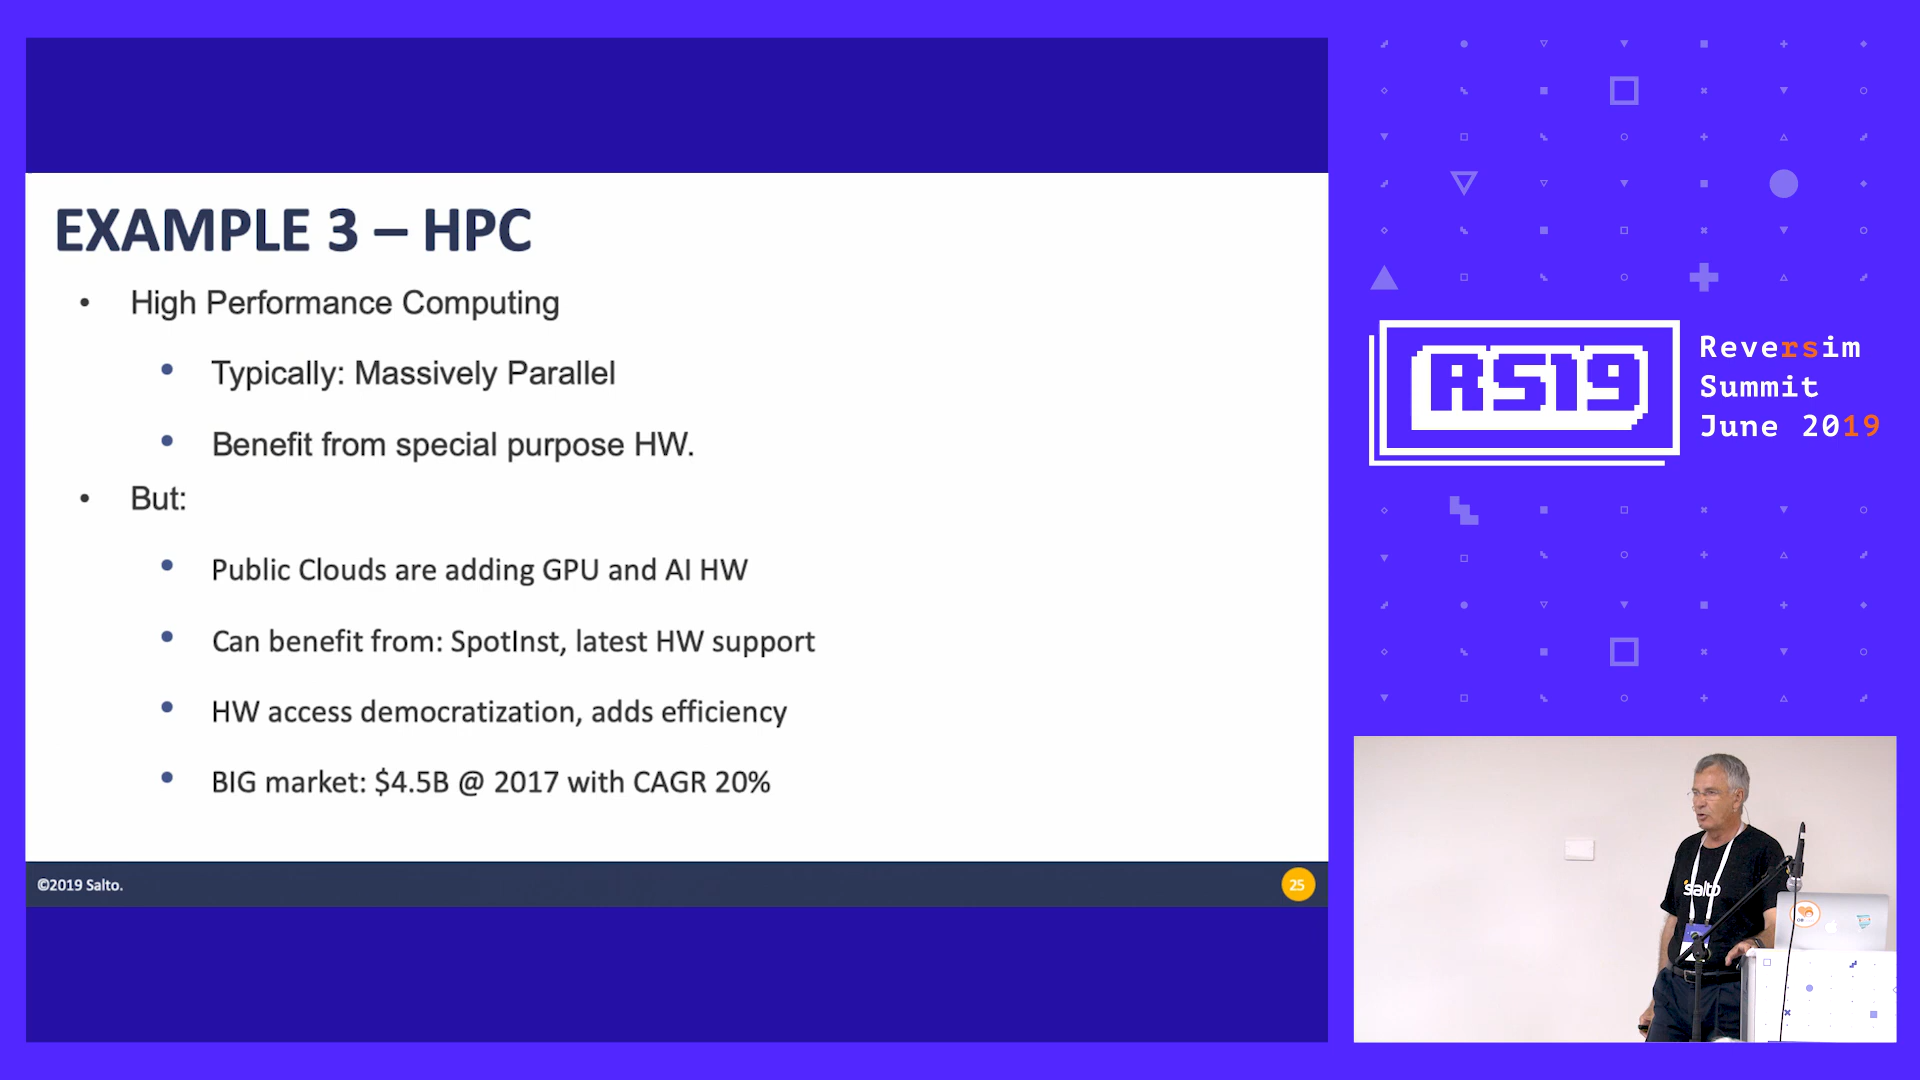 EXAMPLE 3 – HPC
• High Performance Computing
• Typically: Massively Parallel
• Benefit from special purpose HW.
• But:
• Public Clouds are adding GPU and AI HW
• Can benefit from: SpotInst, latest HW support
• HW access democratization, adds efficiency
• BIG market: $4.5B @ 2017 with CAGR 20%
©2019 Salto.
25
RS19
Reversim
Summit
June 2019
salto